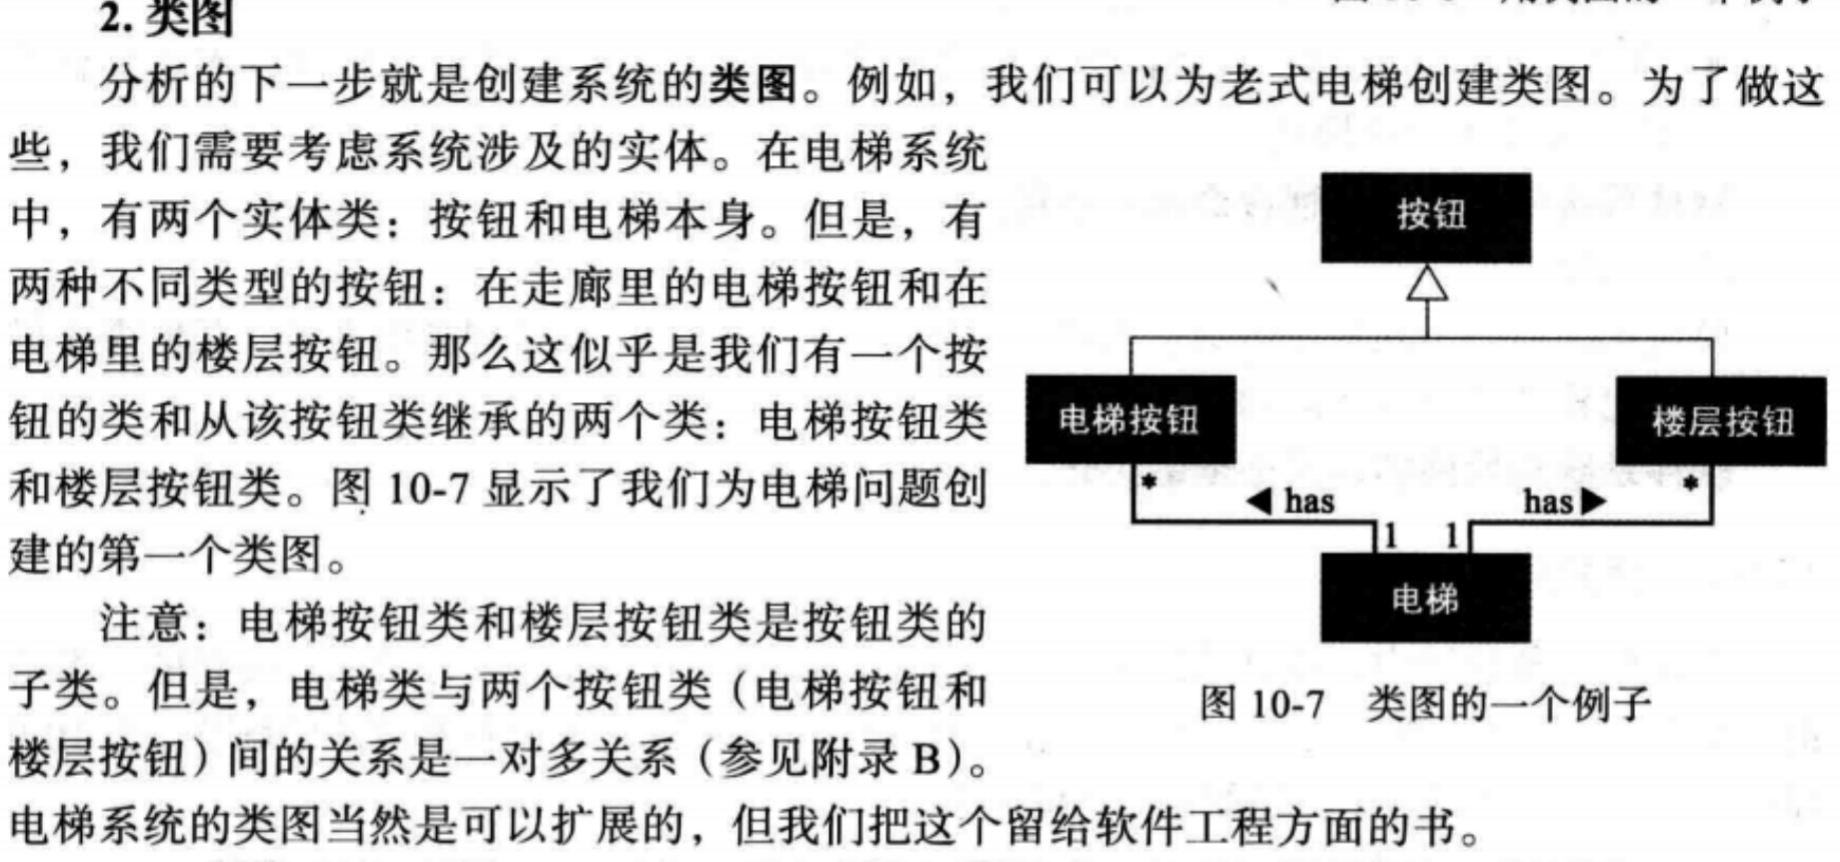 2. 类图
分析的下一步就是创建系统的类图。例如，我们可以为老式电梯创建类图。为了做这
些，我们需要考虑系统涉及的实体。在电梯系统
中，有两个实体类：按钮和电梯本身。但是，有
两种不同类型的按钮：在走廊里的电梯按钮和在
电梯里的楼层按钮。那么这似乎是我们有一个按
钮的类和从该按钮类继承的两个类：电梯按钮类
和楼层按钮类。图 10-7 显示了我们为电梯问题创
建的第一个类图。
注意：电梯按钮类和楼层按钮类是按钮类的
子类。但是，电梯类与两个按钮类（电梯按钮和
楼层按钮）间的关系是一对多关系（参见附录 B）。
电梯系统的类图当然是可以扩展的，但我们把这个留给软件工程方面的书。
按钮
电梯按钮
楼层按钮
* ◀ has
has ▶ *
1 1
电梯
图 10-7 类图的一个例子